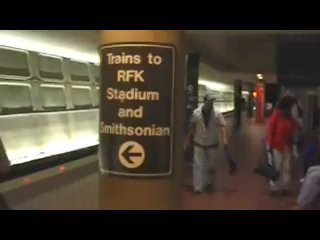 Trains to
RFK
Stadium
and
Smithsonian